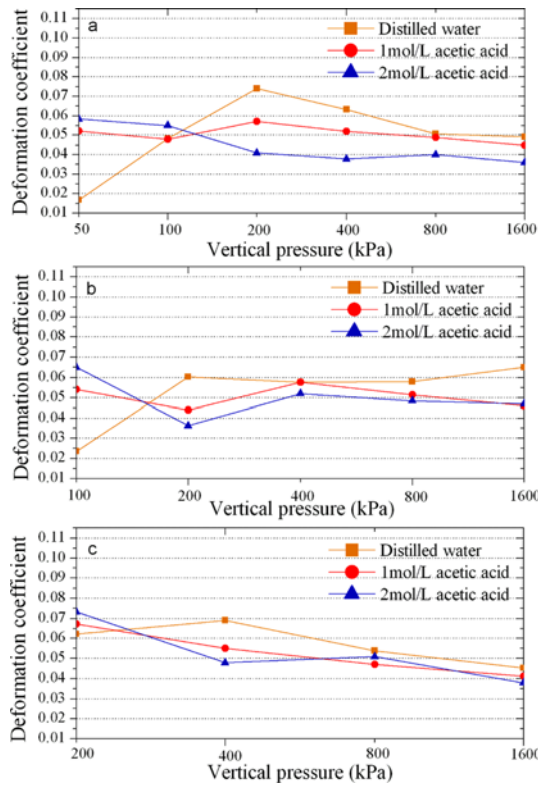 a
Distilled water
1mol/L acetic acid
2mol/L acetic acid
Deformation coefficient
0.11
0.10
0.09
0.08
0.07
0.06
0.05
0.04
0.03
0.02
0.01
50 100 200 400 800 1600
Vertical pressure (kPa)
b
Distilled water
1mol/L acetic acid
2mol/L acetic acid
Deformation coefficient
0.11
0.10
0.09
0.08
0.07
0.06
0.05
0.04
0.03
0.02
0.01
100 200 400 800 1600
Vertical pressure (kPa)
c
Distilled water
1mol/L acetic acid
2mol/L acetic acid
Deformation coefficient
0.11
0.10
0.09
0.08
0.07
0.06
0.05
0.04
0.03
0.02
0.01
200 400 800 1600
Vertical pressure (kPa)